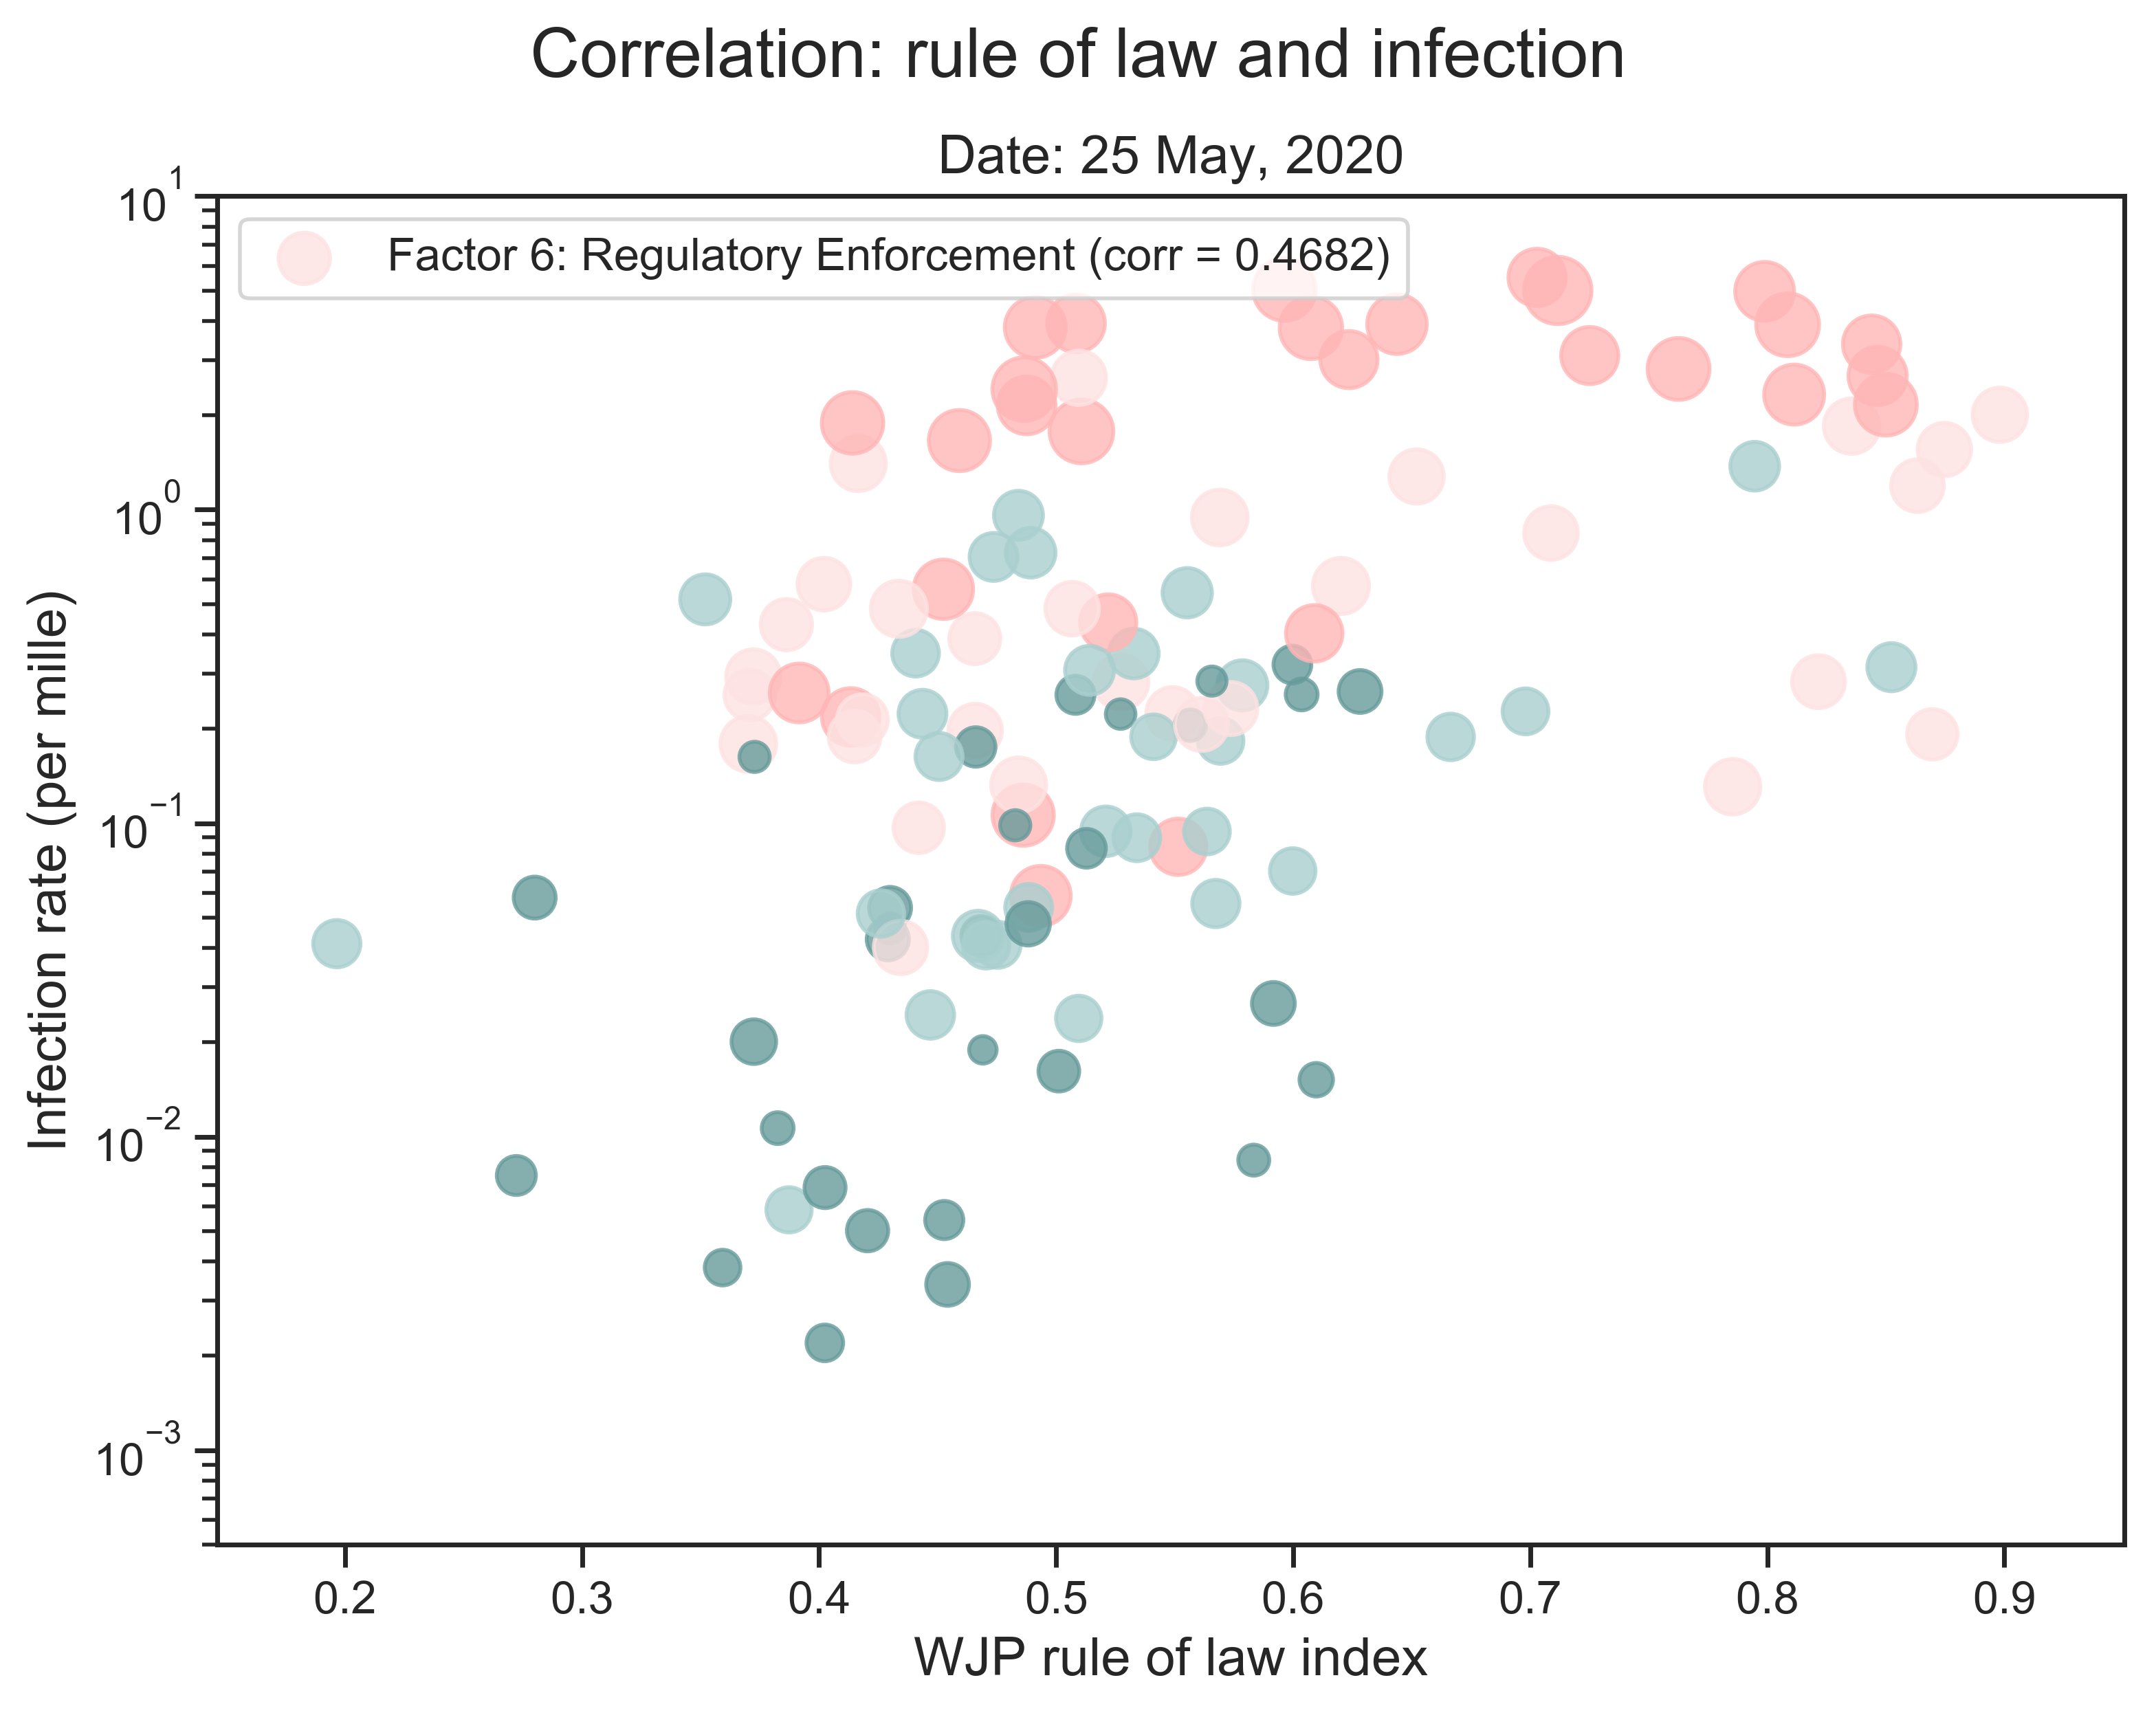 Correlation: rule of law and infection
Date: 25 May, 2020
Factor 6: Regulatory Enforcement (corr = 0.4682)
Infection rate (per mille)
10^1
10^0
10^−1
10^−2
10^−3
0.2 0.3 0.4 0.5 0.6 0.7 0.8 0.9
WJP rule of law index